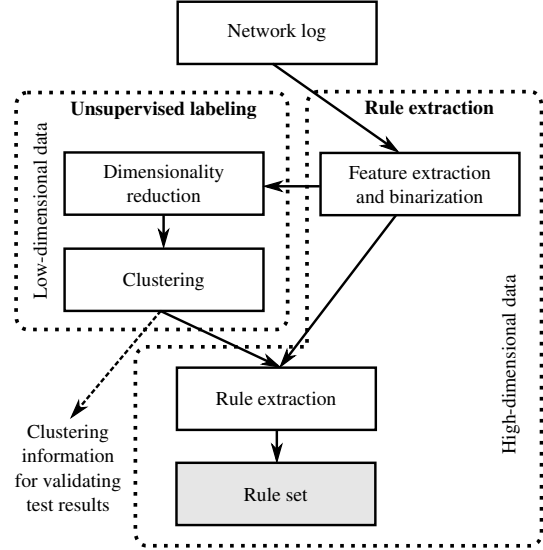 Network log
Unsupervised labeling
Rule extraction
Low-dimensional data
Dimensionality
reduction
Feature extraction
and binarization
Clustering
High-dimensional data
Rule extraction
Clustering
information
for validating
test results
Rule set